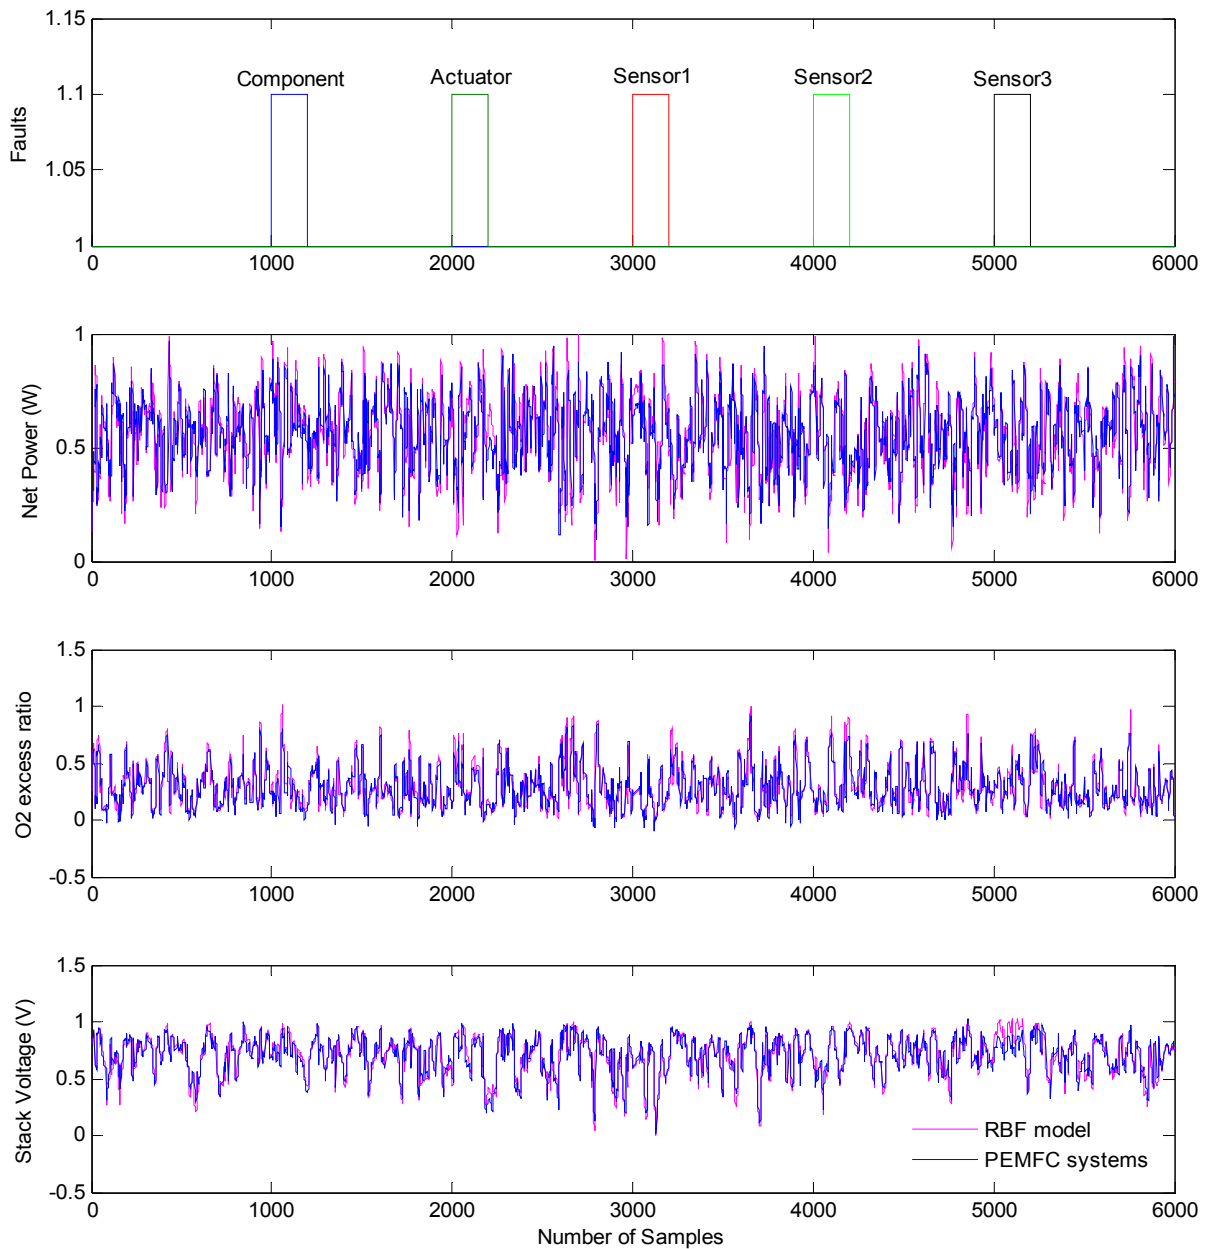 1.15
1.1
1.05
1
Faults
Component
Actuator
Sensor1
Sensor2
Sensor3
0 1000 2000 3000 4000 5000 6000
1
0.5
0
Net Power (W)
0 1000 2000 3000 4000 5000 6000
1.5
1
0.5
0
-0.5
O2 excess ratio
0 1000 2000 3000 4000 5000 6000
1.5
1
0.5
0
-0.5
Stack Voltage (V)
RBF model
PEMFC systems
0 1000 2000 3000 4000 5000 6000
Number of Samples